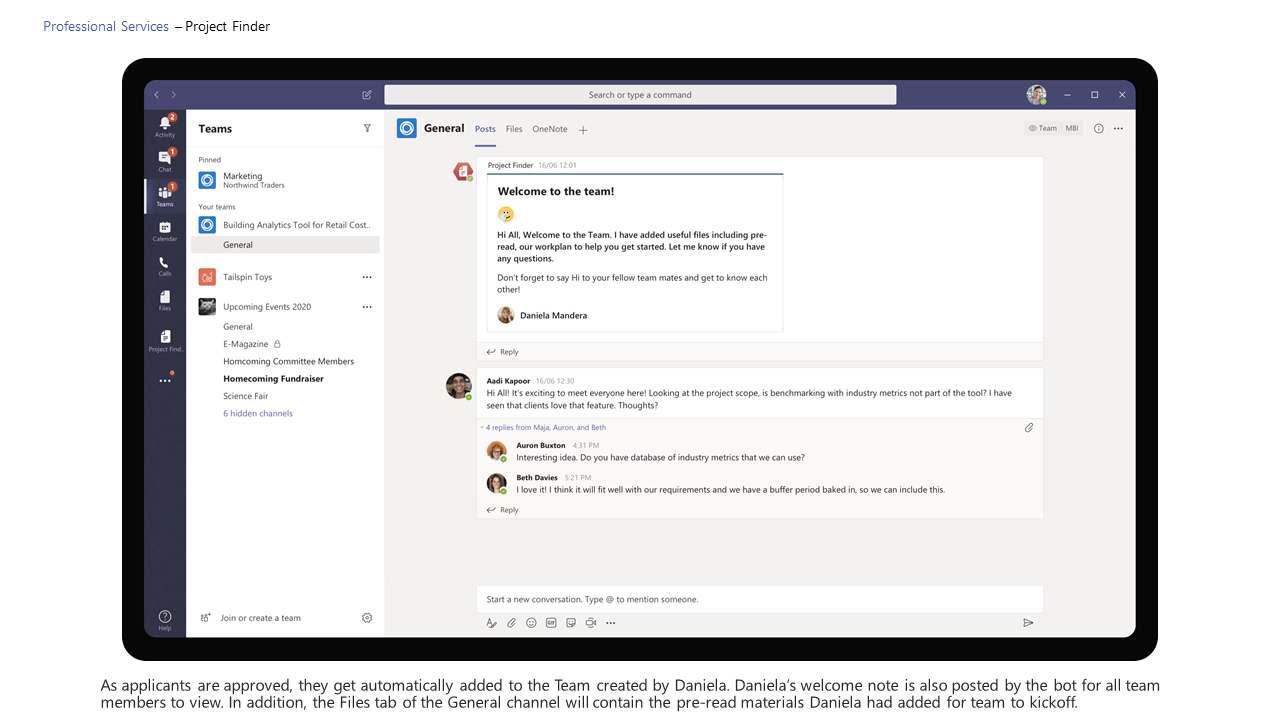 Professional Services – Project Finder
Search or type a command
Activity
2
Chat
1
Teams
1
Calendar
Calls
Files
Project Find.
Help
Teams
Pinned
Marketing
Northwind Traders
Your teams
Building Analytics Tool for Retail Cost..
General
Tailspin Toys
Upcoming Events 2020
General
E-Magazine
Homcoming Committee Members
Homecoming Fundraiser
Science Fair
6 hidden channels
Join or create a team
General Posts Files OneNote
Team MBI
Project Finder 16/06 12:01
Welcome to the team!
Hi All, Welcome to the Team. I have added useful files including pre-
read, our workplan to help you get started. Let me know if you have
any questions.
Don't forget to say Hi to your fellow team mates and get to know each
other!
Daniela Mandera
Reply
Aadi Kapoor 16/06 12:30
Hi All! It's exciting to meet everyone here! Looking at the project scope, is benchmarking with industry metrics not part of the tool? I have
seen that clients love that feature. Thoughts?
4 replies from Maja, Auron, and Beth
Auron Buxton 4:31 PM
Interesting idea. Do you have database of industry metrics that we can use?
Beth Davies 5:21 PM
I love it! I think it will fit well with our requirements and we have a buffer period baked in, so we can include this.
Reply
Start a new conversation. Type @ to mention someone.
GIF
As applicants are approved, they get automatically added to the Team created by Daniela. Daniela's welcome note is also posted by the bot for all team
members to view. In addition, the Files tab of the General channel will contain the pre-read materials Daniela had added for team to kickoff.